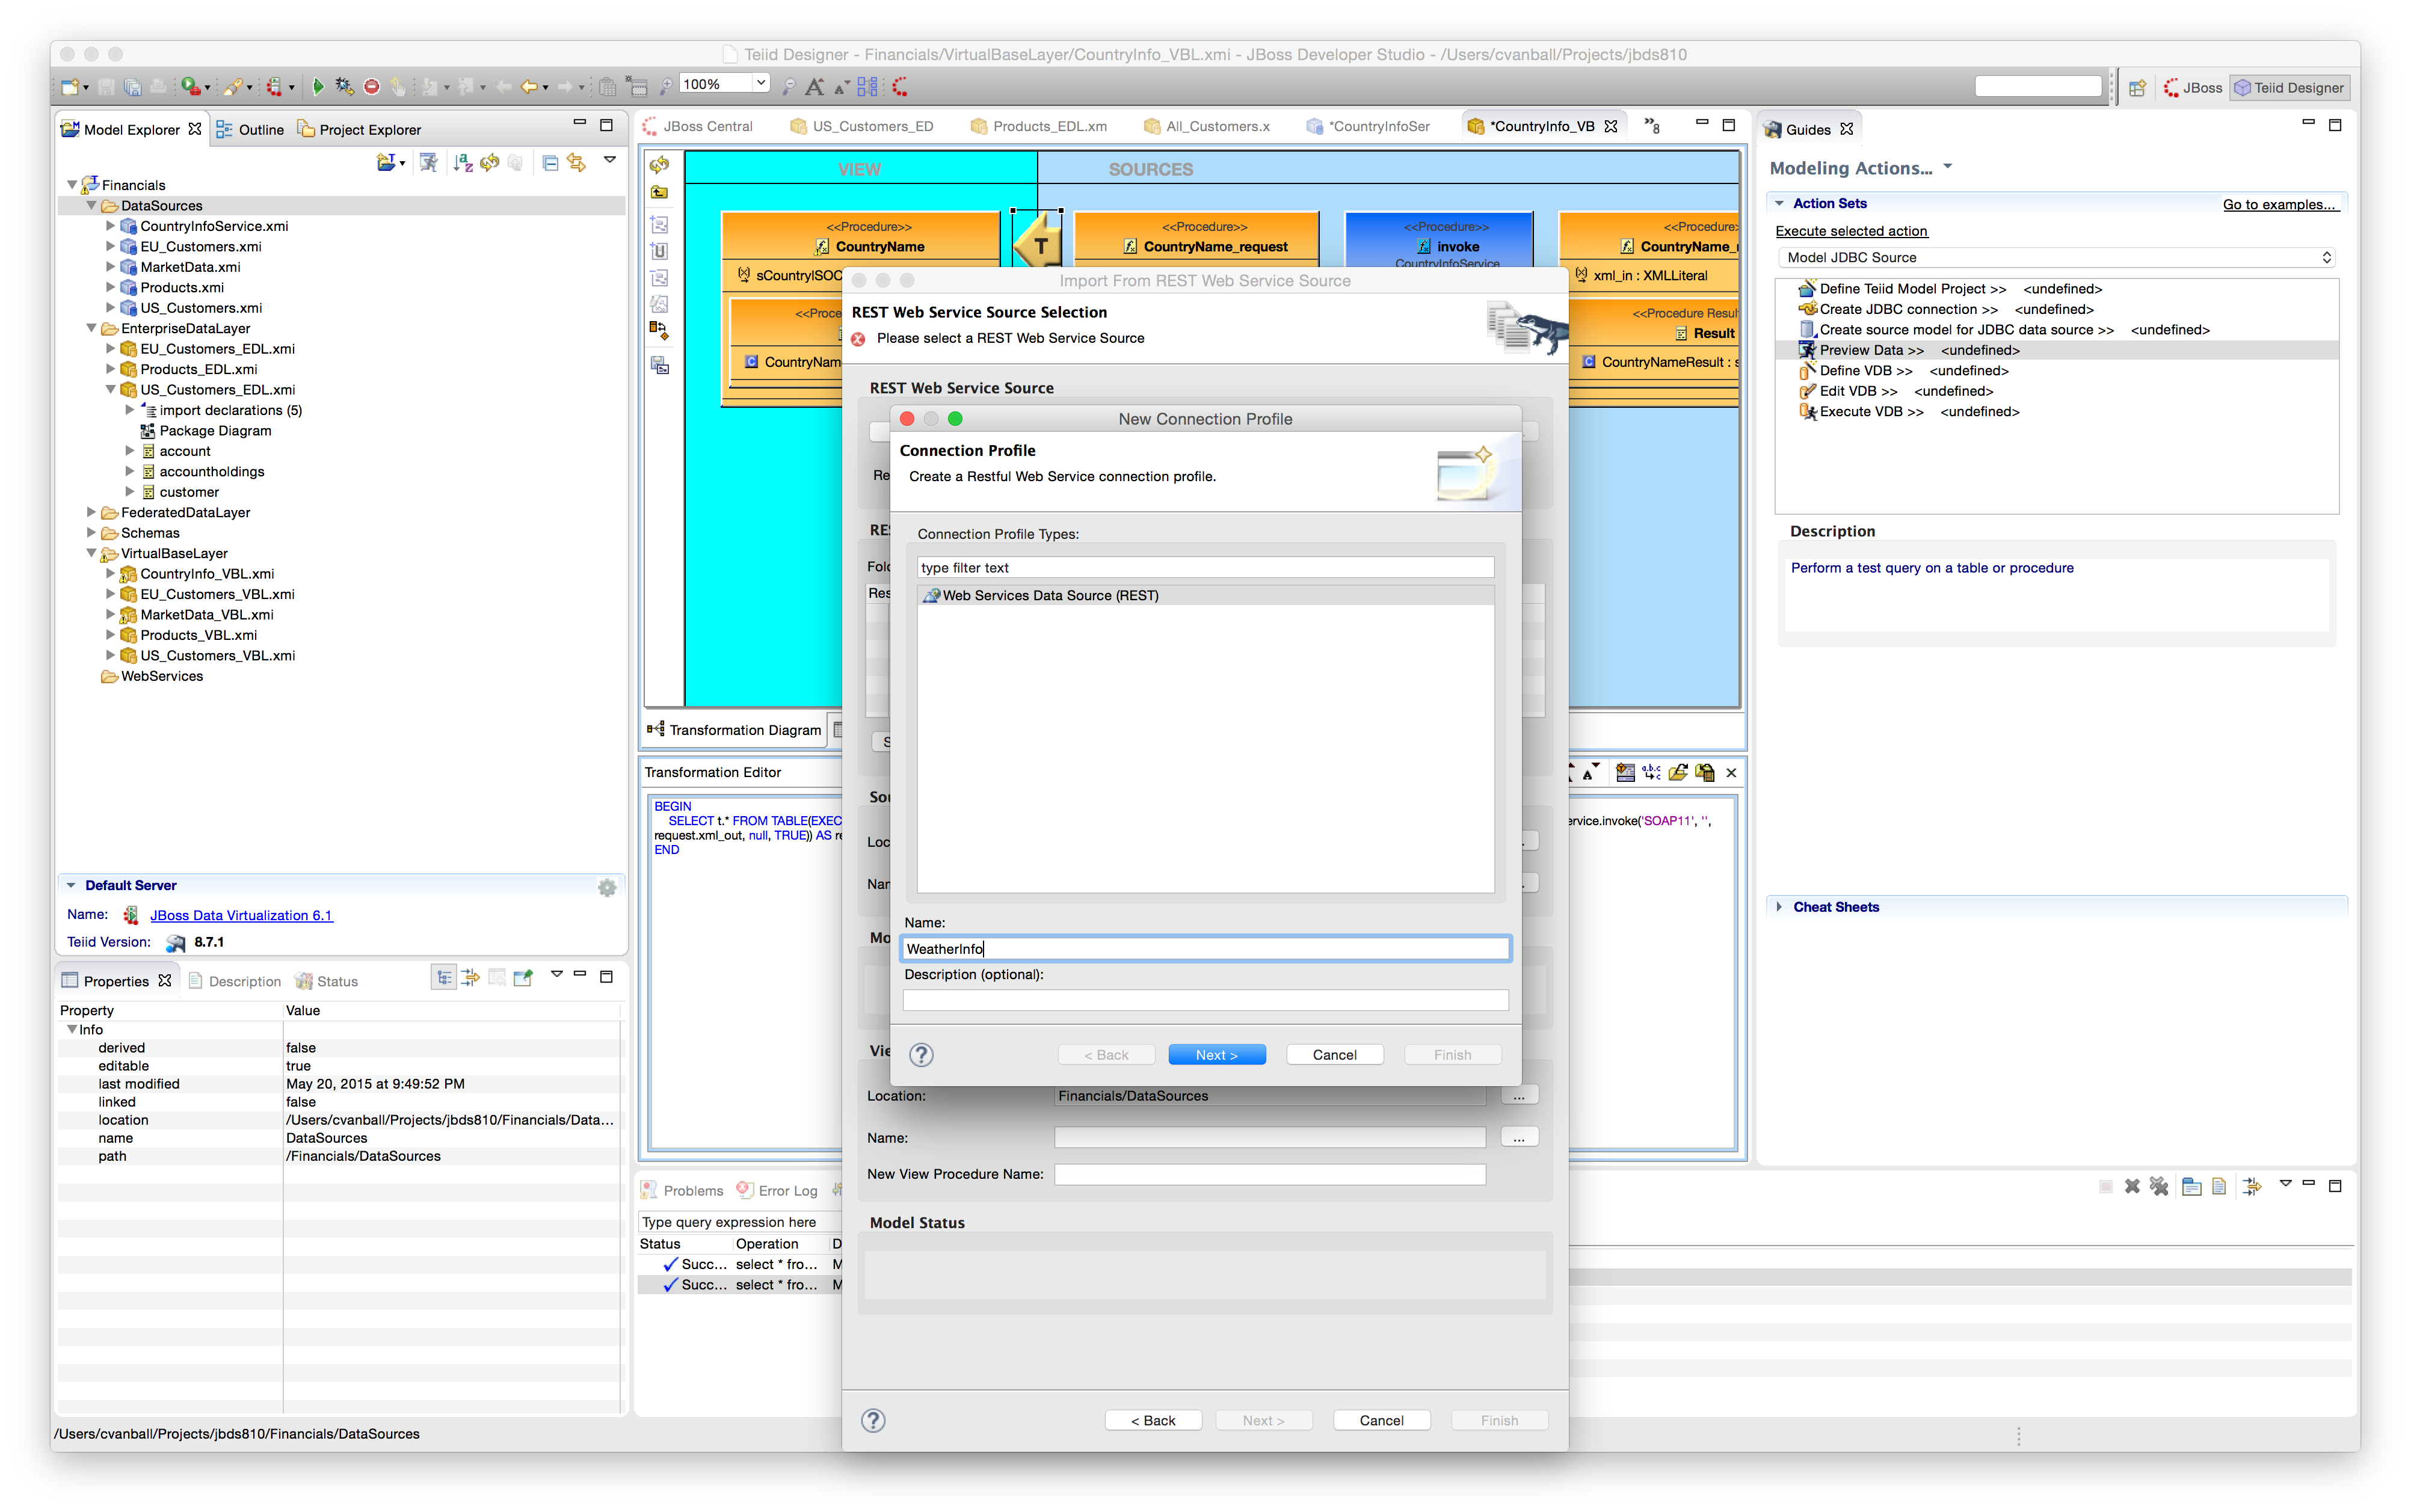 Teiid Designer - Financials/VirtualBaseLayer/CountryInfo_VBL.xmi - JBoss Developer Studio - /Users/cvanball/Projects/jbds810
100%
JBoss
Teiid Designer
Model Explorer
Outline
Project Explorer
Financials
DataSources
CountryInfoService.xmi
EU_Customers.xmi
MarketData.xmi
Products.xmi
US_Customers.xmi
EnterpriseDataLayer
EU_Customers_EDL.xmi
Products_EDL.xmi
US_Customers_EDL.xmi
import declarations (5)
Package Diagram
account
accountholdings
customer
FederatedDataLayer
Schemas
VirtualBaseLayer
CountryInfo_VBL.xmi
EU_Customers_VBL.xmi
MarketData_VBL.xmi
Products_VBL.xmi
US_Customers_VBL.xmi
WebServices
Default Server
Name:
JBoss Data Virtualization 6.1
Teiid Version:
8.7.1
Properties
Description
Status
Property
Value
Info
derived
false
editable
true
last modified
May 20, 2015 at 9:49:52 PM
linked
false
location
/Users/cvanball/Projects/jbds810/Financials/Data...
name
DataSources
path
/Financials/DataSources
/Users/cvanball/Projects/jbds810/Financials/DataSources
JBoss Central
US_Customers_ED
Products_EDL.xm
All_Customers.x
*CountryInfoSer
*CountryInfo_VB
»8
VIEW
SOURCES
<<Procedure>>
CountryName
sCountryISOC
<<Proce
CountryNam
T
<<Procedure>>
CountryName_request
<<Procedure>>
invoke
CountryInfoService
<<Procedure>
CountryName_r
xml_in : XMLLiteral
<<Procedure Resul
Result
CountryNameResult : s
Transformation Diagram
Transformation Editor
BEGIN
SELECT t.* FROM TABLE(EXEC
ervice.invoke('SOAP11', '',
request.xml_out, null, TRUE)) AS re
END
Problems
Error Log
Type query expression here
Status
Operation
D
Succ...
select * fro...
M
Succ...
select * fro...
M
Import From REST Web Service Source
REST Web Service Source Selection
Please select a REST Web Service Source
REST Web Service Source
Re
RES
Fold
Res
S
Sou
Loc
Nar
Mo
Vie
Location:
Financials/DataSources
...
Name:
...
New View Procedure Name:
Model Status
?
< Back
Next >
Cancel
Finish
New Connection Profile
Connection Profile
Create a Restful Web Service connection profile.
Connection Profile Types:
type filter text
Web Services Data Source (REST)
Name:
WeatherInfo
Description (optional):
?
< Back
Next >
Cancel
Finish
Guides
Modeling Actions...
Action Sets
Go to examples...
Execute selected action
Model JDBC Source
Define Teiid Model Project >> <undefined>
Create JDBC connection >> <undefined>
Create source model for JDBC data source >> <undefined>
Preview Data >> <undefined>
Define VDB >> <undefined>
Edit VDB >> <undefined>
Execute VDB >> <undefined>
Description
Perform a test query on a table or procedure
Cheat Sheets